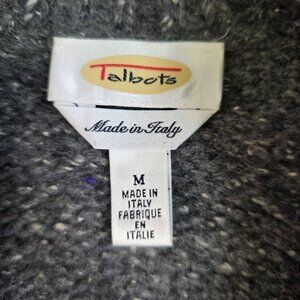 Talbots
Made in Italy
M
MADE IN
ITALY
FABRIQUE
EN
ITALIE